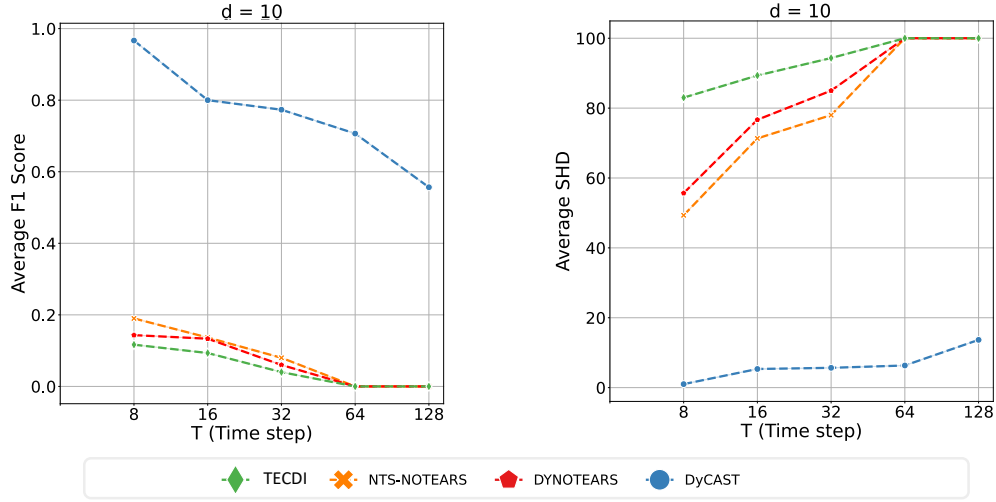 d = 10
1.0
0.8
0.6
0.4
0.2
0.0
Average F1 Score
8 16 32 64 128
T (Time step)
d = 10
100
80
60
40
20
0
Average SHD
8 16 32 64 128
T (Time step)
TECDI NTS-NOTEARS DYNOTEARS DyCAST